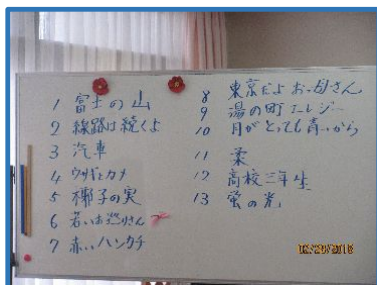 1 富士の山
2 線路は続くよ
3 汽車
4 ウサギとカメ
5 椰子の実
6 若いお巡りさん
7 赤いハンカチ
8 東京だよおっ母さん
9 湯の町エレジー
10 月がとっても青いから
11 柔
12 高校三年生
13 蛍の光